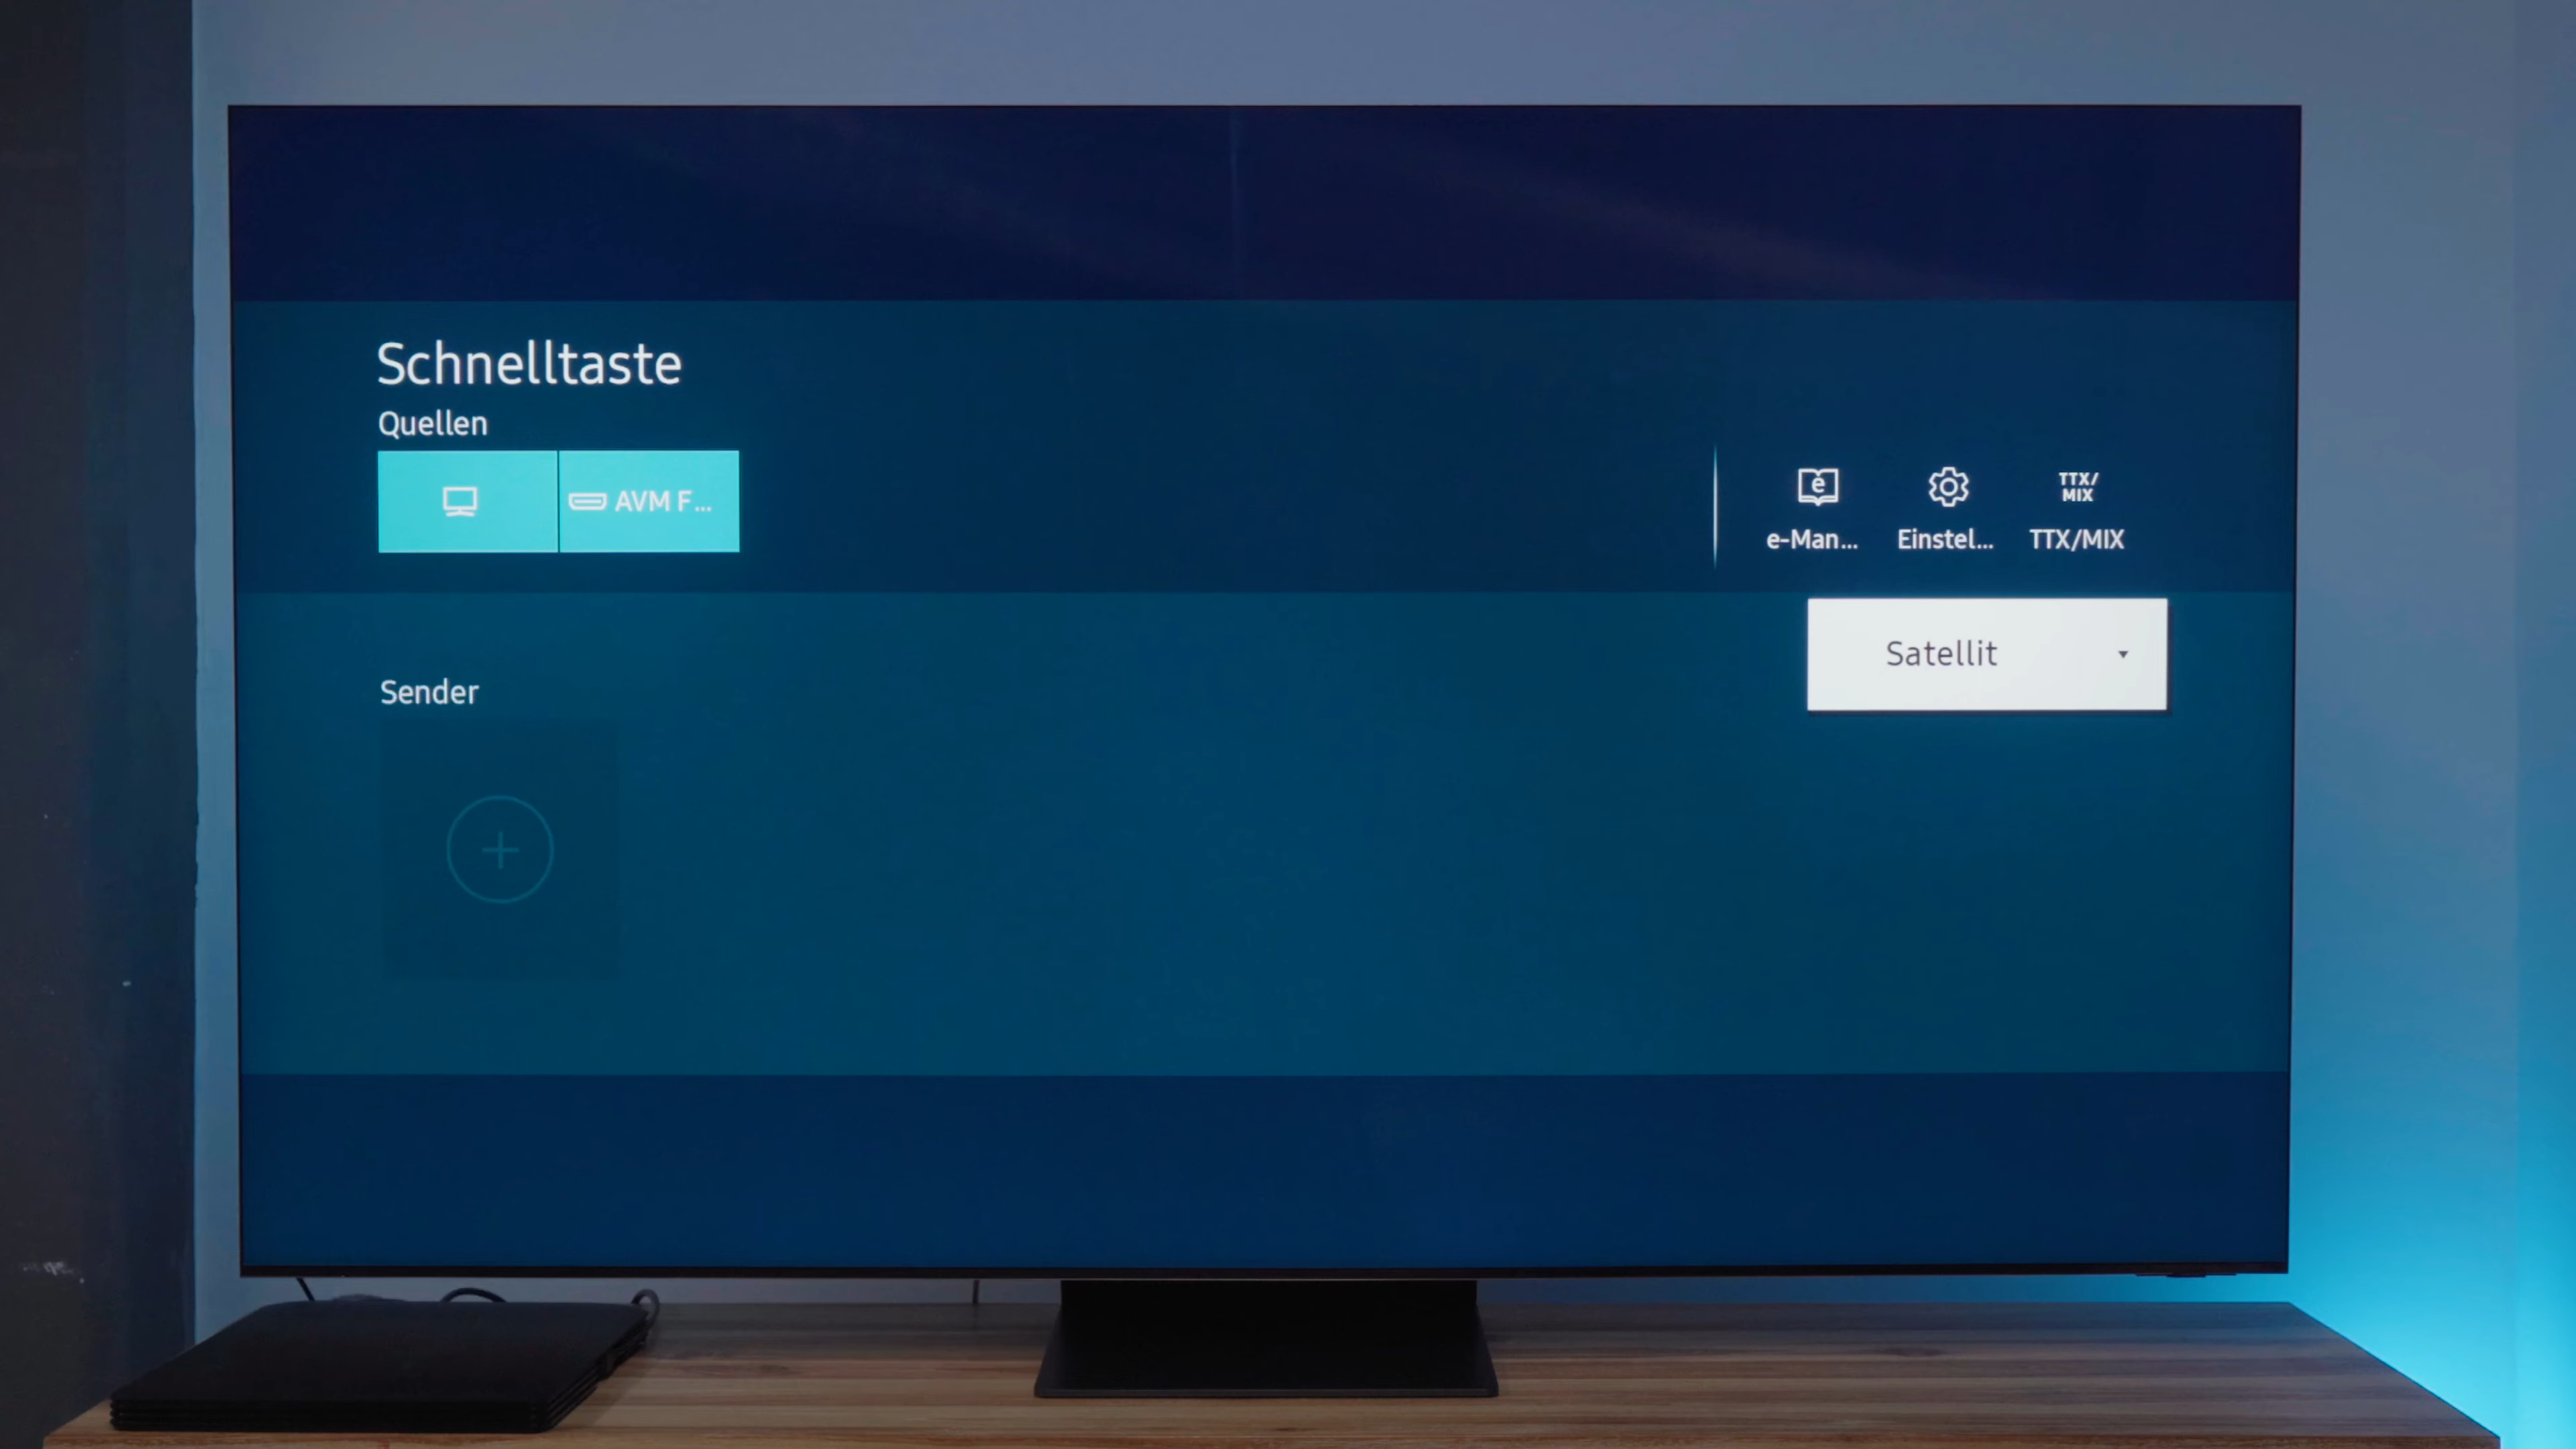 Schnelltaste
Quellen
AVM F...
e-Man...
Einstel...
TTX/
MIX
TTX/MIX
Satellit
Sender